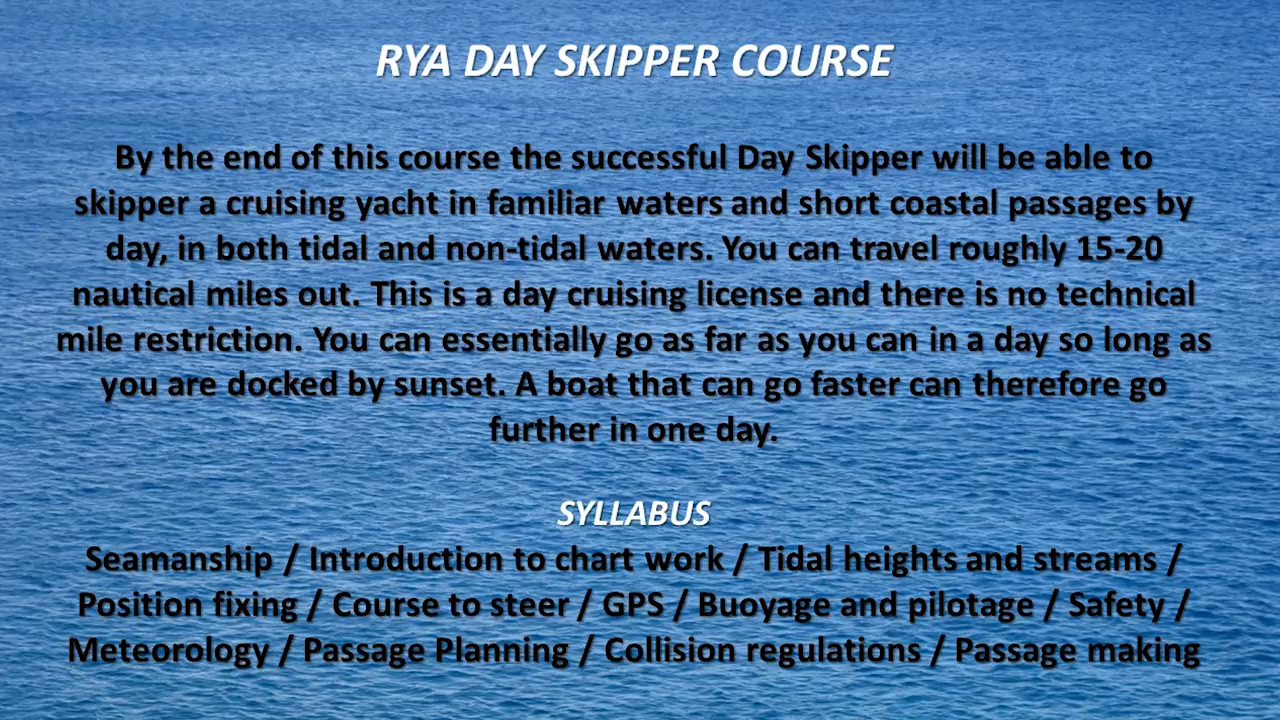 RYA DAY SKIPPER COURSE
By the end of this course the successful Day Skipper will be able to
skipper a cruising yacht in familiar waters and short coastal passages by
day, in both tidal and non-tidal waters. You can travel roughly 15-20
nautical miles out. This is a day cruising license and there is no technical
mile restriction. You can essentially go as far as you can in a day so long as
you are docked by sunset. A boat that can go faster can therefore go
further in one day.
SYLLABUS
Seamanship / Introduction to chart work / Tidal heights and streams /
Position fixing / Course to steer / GPS / Buoyage and pilotage / Safety /
Meteorology / Passage Planning / Collision regulations / Passage making